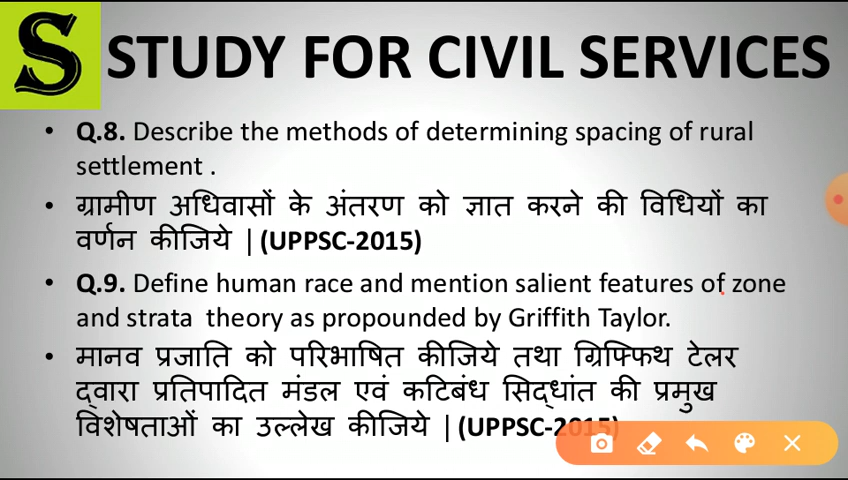 S STUDY FOR CIVIL SERVICES
• Q.8. Describe the methods of determining spacing of rural
settlement .
• ग्रामीण अधिवासों के अंतरण को ज्ञात करने की विधियों का
वर्णन कीजिये |(UPPSC-2015)
• Q.9. Define human race and mention salient features of zone
and strata theory as propounded by Griffith Taylor.
• मानव प्रजाति को परिभाषित कीजिये तथा ग्रिफ्फिथ टेलर
द्वारा प्रतिपादित मंडल एवं कटिबंध सिद्धांत की प्रमुख
विशेषताओं का उल्लेख कीजिये |(UPPSC-2015)